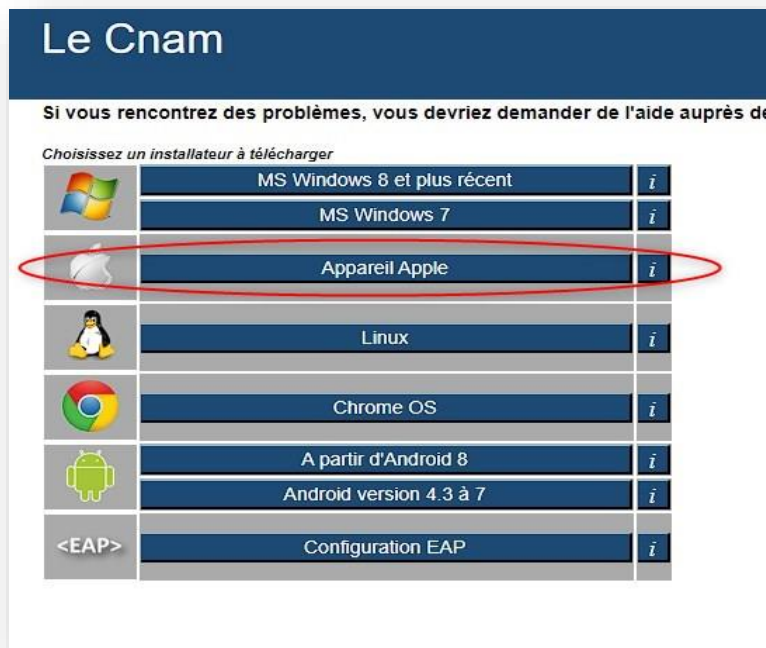 Le Cnam
Si vous rencontrez des problèmes, vous devriez demander de l'aide auprès de
Choisissez un installateur à télécharger
MS Windows 8 et plus récent i
MS Windows 7 i
Appareil Apple i
Linux i
Chrome OS i
A partir d'Android 8 i
Android version 4.3 à 7 i
<EAP> Configuration EAP i